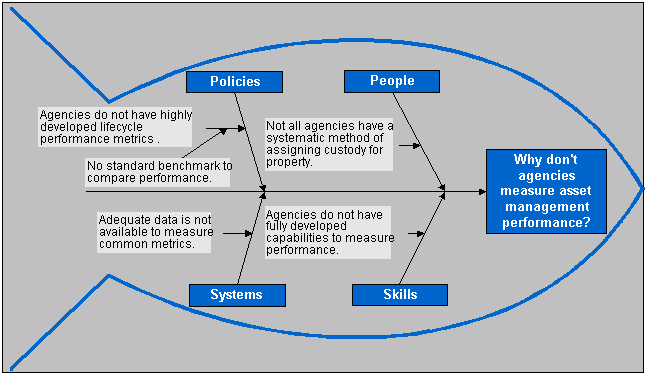 Policies
People
Agencies do not have highly
developed lifecycle
performance metrics .
No standard benchmark to
compare performance.
Not all agencies have a
systematic method of
assigning custody for
property.
Why don't
agencies
measure asset
management
performance?
Adequate data is not
available to measure
common metrics.
Agencies do not have
fully developed
capabilities to measure
performance.
Systems
Skills